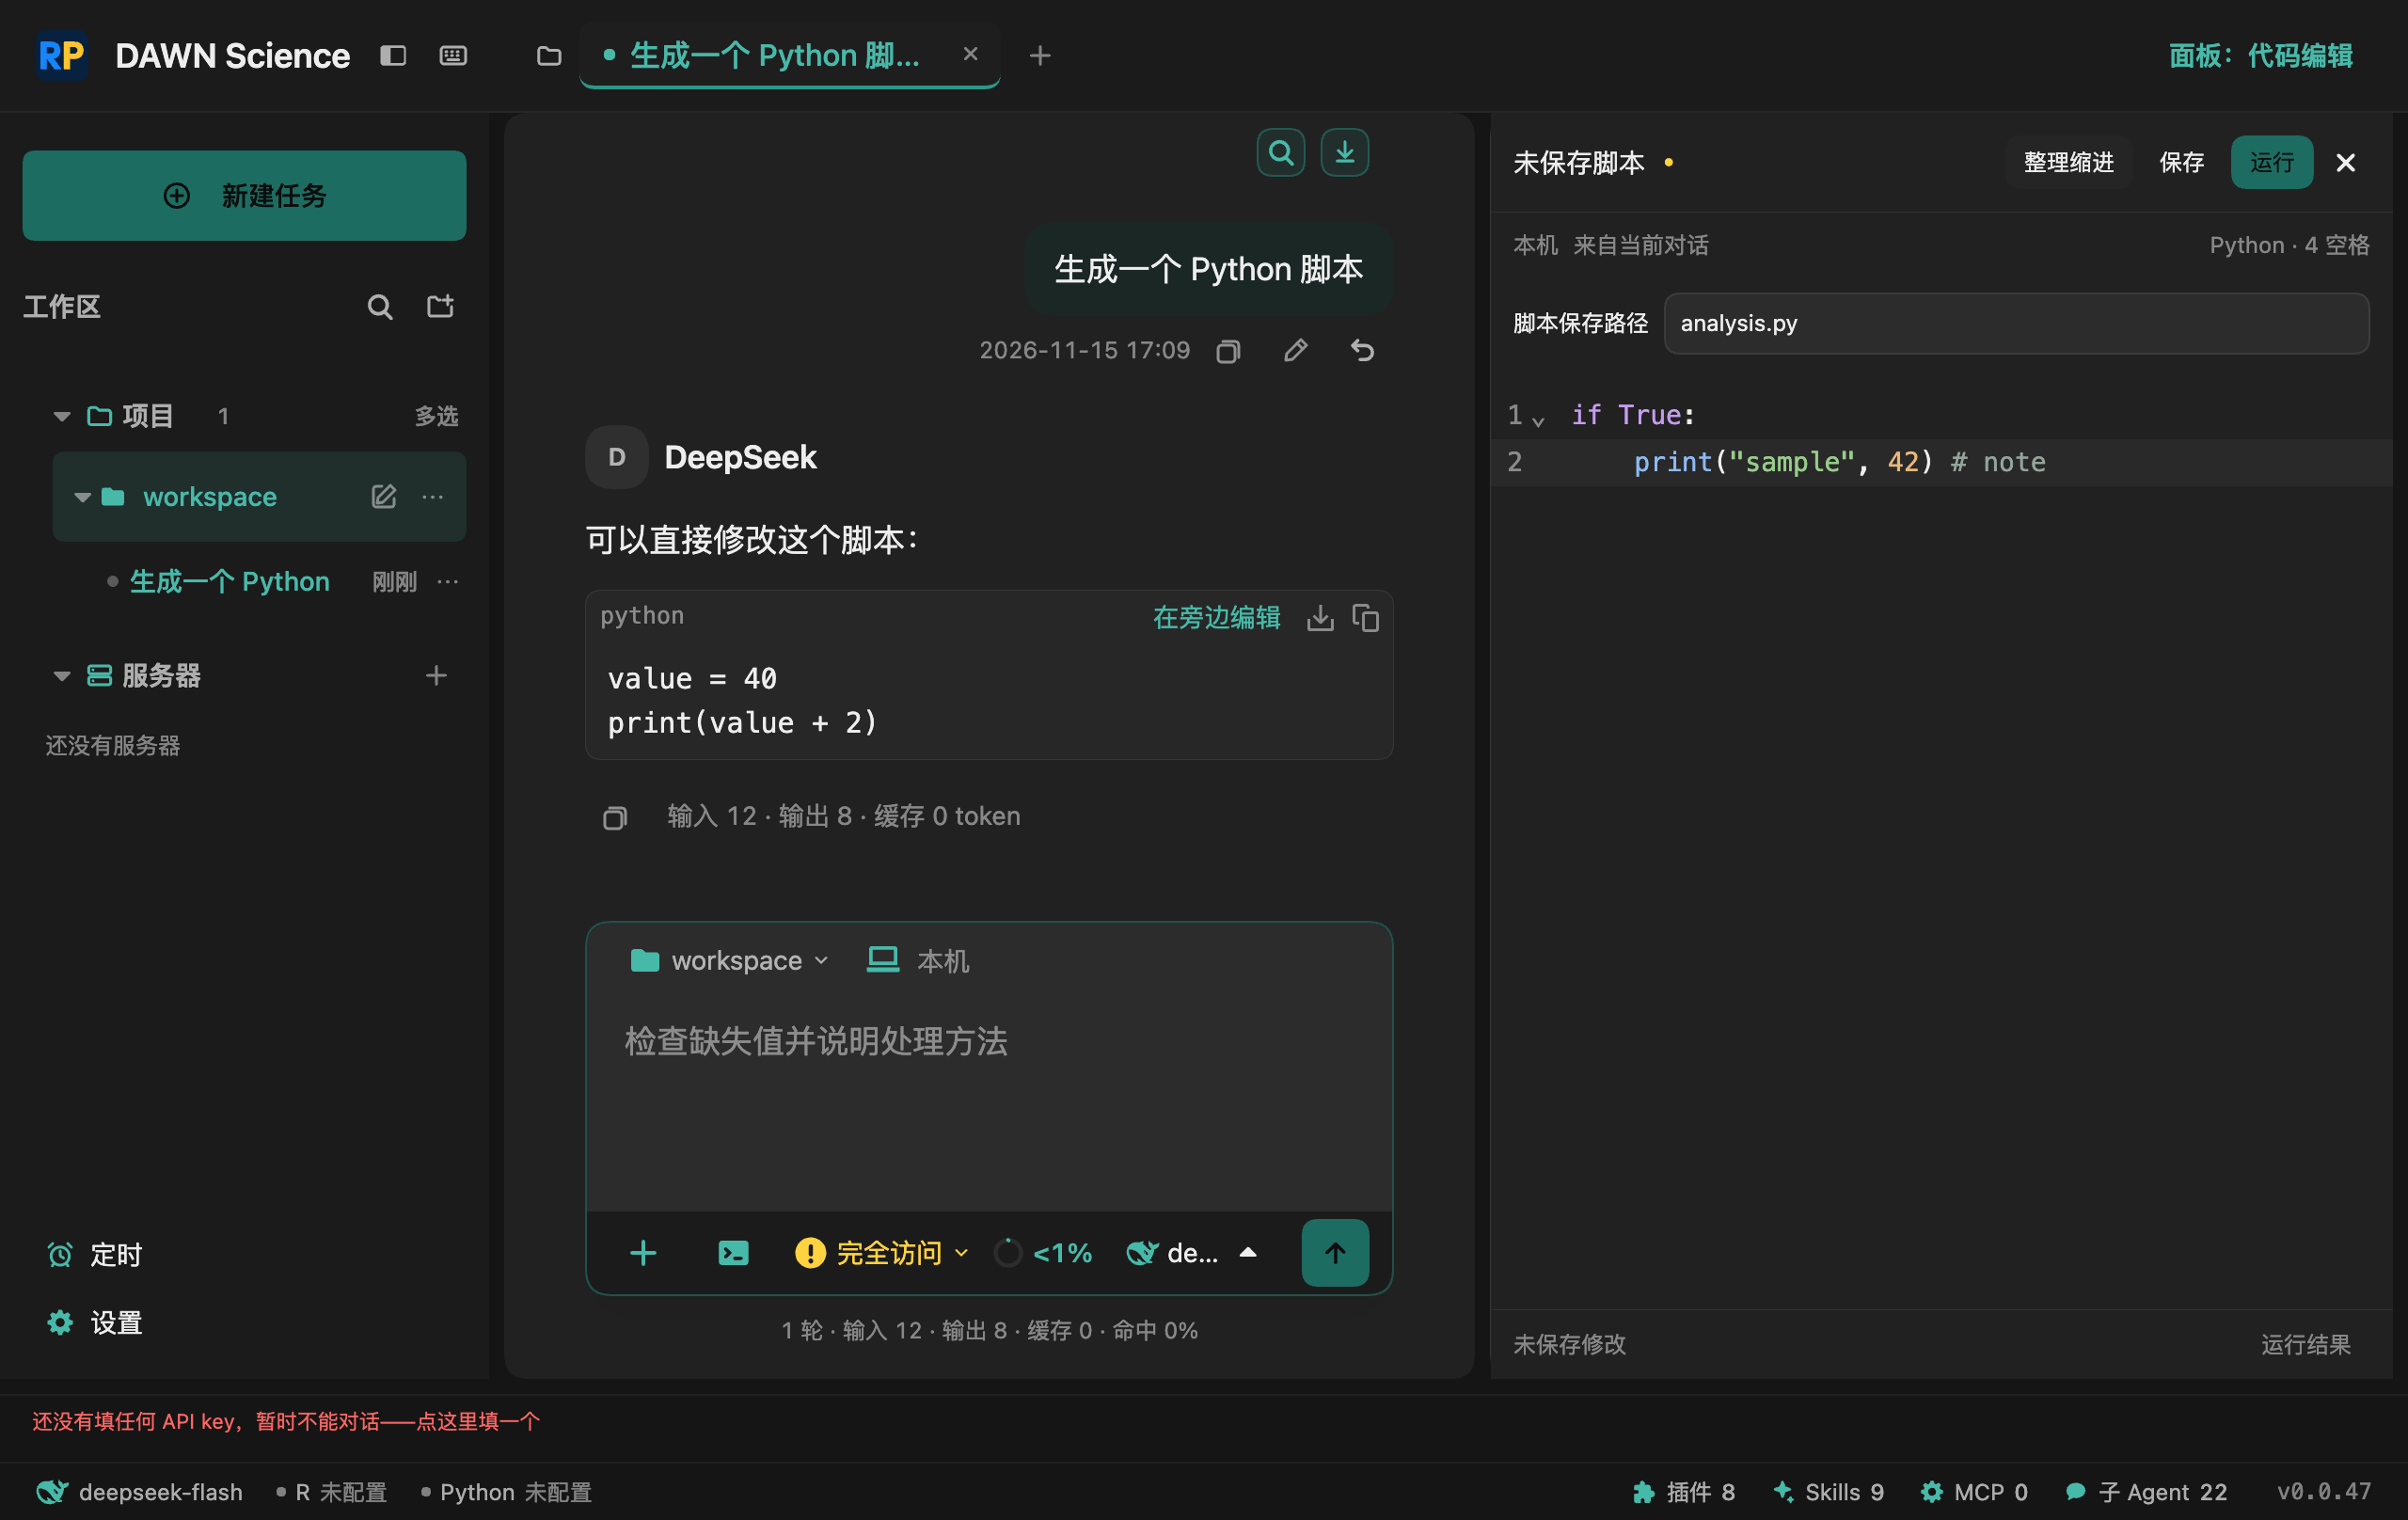 RP
DAWN Science
生成一个 Python 脚...
面板：代码编辑
新建任务
工作区
项目 1 多选
workspace
生成一个 Python 刚刚
服务器
还没有服务器
定时
设置
生成一个 Python 脚本
2026-11-15 17:09
D
DeepSeek
可以直接修改这个脚本：
python 在旁边编辑
value = 40
print(value + 2)
输入 12 · 输出 8 · 缓存 0 token
workspace 本机
检查缺失值并说明处理方法
完全访问 <1% de...
1 轮 · 输入 12 · 输出 8 · 缓存 0 · 命中 0%
未保存脚本 整理缩进 保存 运行
本机 来自当前对话 Python · 4 空格
脚本保存路径 analysis.py
1 if True:
2 print("sample", 42) # note
未保存修改 运行结果
还没有填任何 API key，暂时不能对话——点这里填一个
deepseek-flash R 未配置 Python 未配置 插件 8 Skills 9 MCP 0 子 Agent 22 v0.0.47